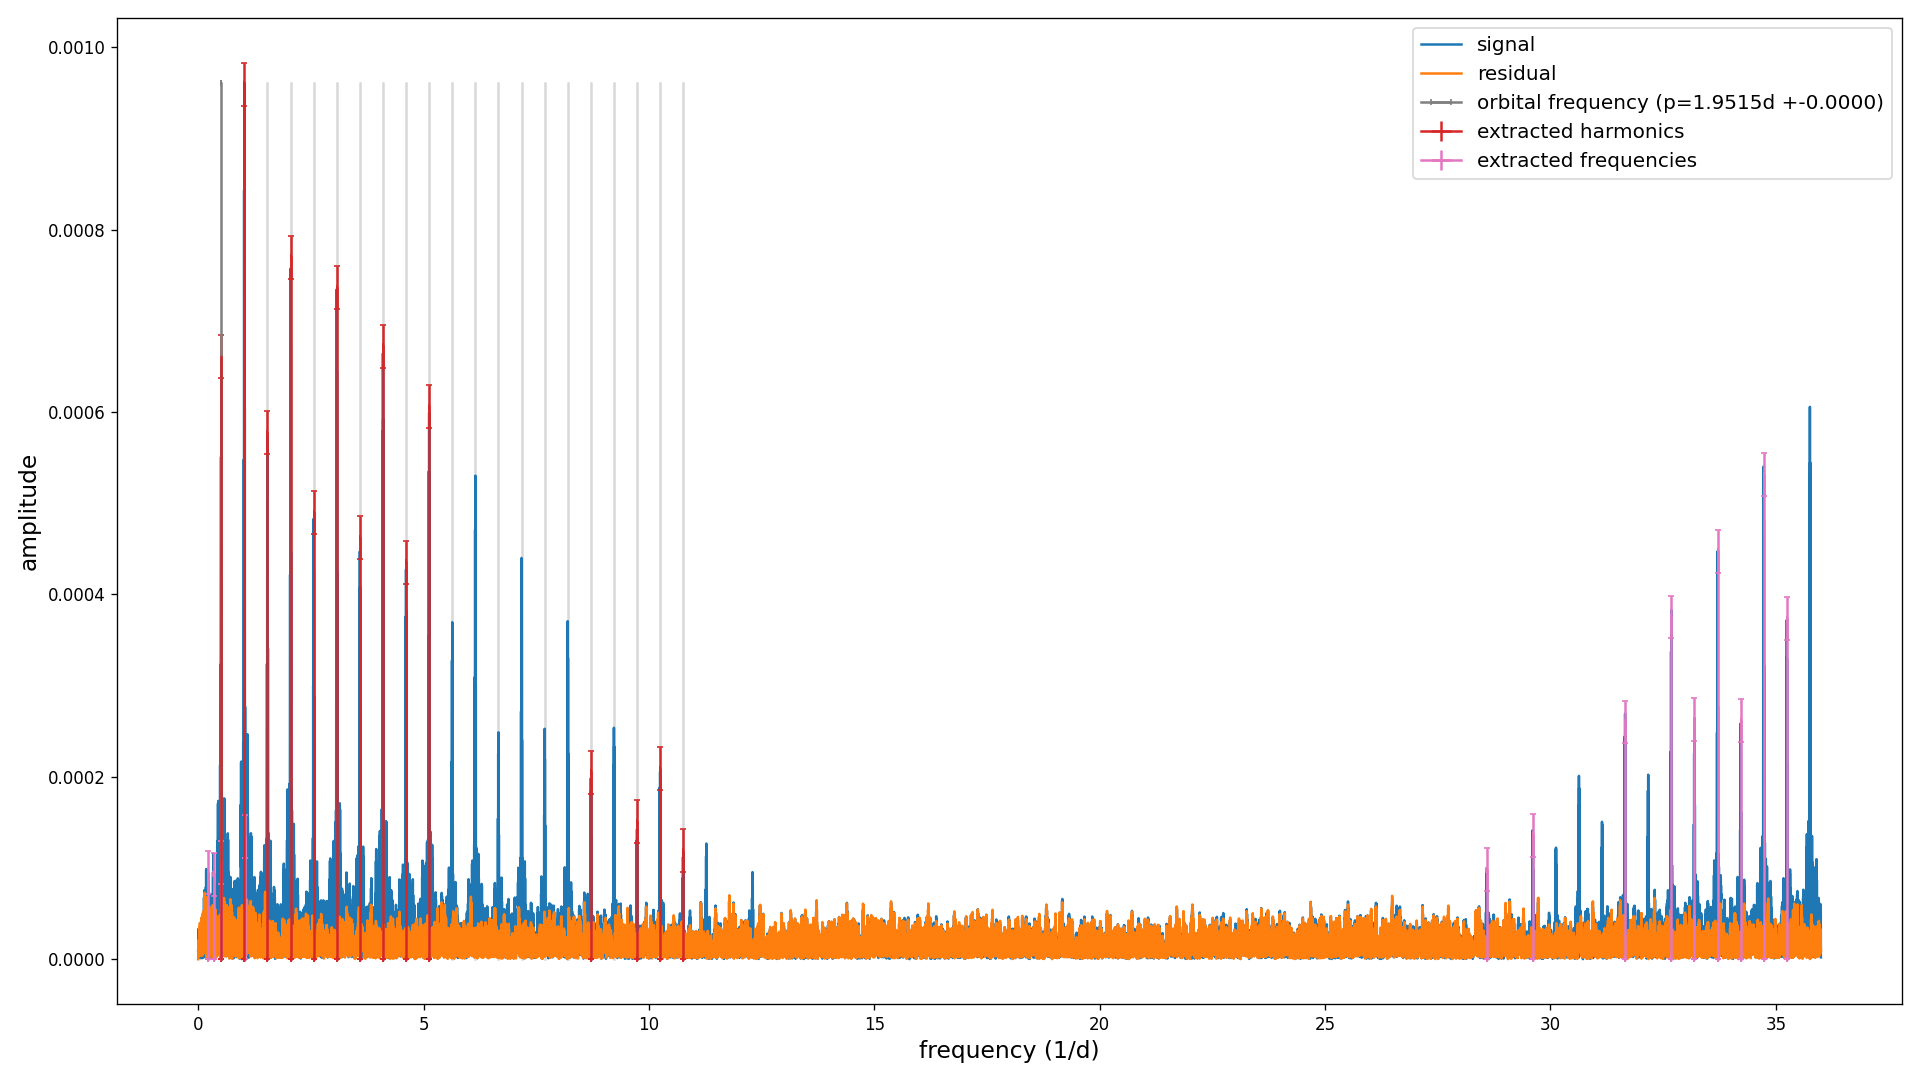 signal
residual
orbital frequency (p=1.9515d +-0.0000)
extracted harmonics
extracted frequencies
0.0010
0.0008
0.0006
0.0004
0.0002
0.0000
amplitude
0 5 10 15 20 25 30 35
frequency (1/d)